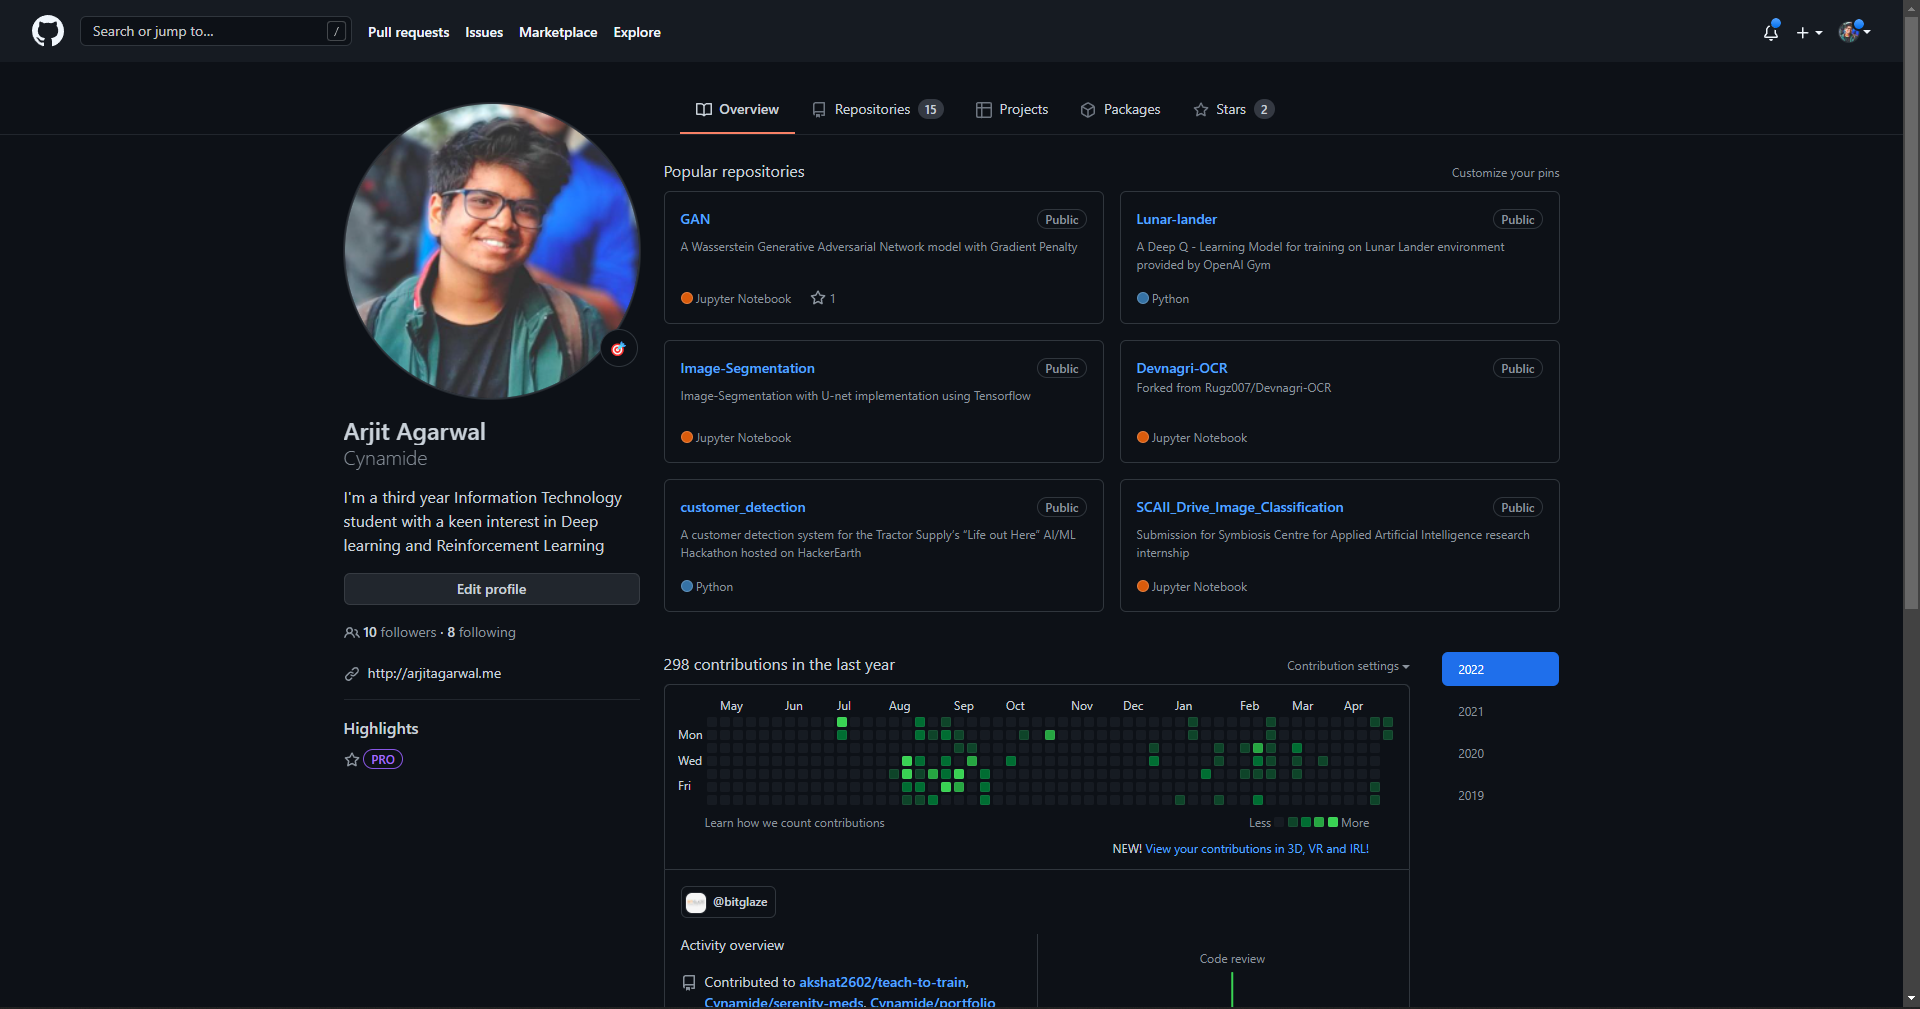 Search or jump to...
/
Pull requests
Issues
Marketplace
Explore
Overview
Repositories 15
Projects
Packages
Stars 2
Arjit Agarwal
Cynamide
I'm a third year Information Technology
student with a keen interest in Deep
learning and Reinforcement Learning
Edit profile
10 followers · 8 following
http://arjitagarwal.me
Highlights
PRO
Popular repositories
Customize your pins
GAN
Public
A Wasserstein Generative Adversarial Network model with Gradient Penalty
Jupyter Notebook
1
Lunar-lander
Public
A Deep Q - Learning Model for training on Lunar Lander environment
provided by OpenAI Gym
Python
Image-Segmentation
Public
Image-Segmentation with U-net implementation using Tensorflow
Jupyter Notebook
Devnagri-OCR
Public
Forked from Rugz007/Devnagri-OCR
Jupyter Notebook
customer_detection
Public
A customer detection system for the Tractor Supply's “Life out Here” AI/ML
Hackathon hosted on HackerEarth
Python
SCAII_Drive_Image_Classification
Public
Submission for Symbiosis Centre for Applied Artificial Intelligence research
internship
Jupyter Notebook
298 contributions in the last year
Contribution settings
2022
2021
2020
2019
May Jun Jul Aug Sep Oct Nov Dec Jan Feb Mar Apr
Mon
Wed
Fri
Learn how we count contributions
Less
More
NEW! View your contributions in 3D, VR and IRL!
@bitglaze
Activity overview
Contributed to akshat2602/teach-to-train,
Cynamide/serenity-meds, Cynamide/portfolio
Code review